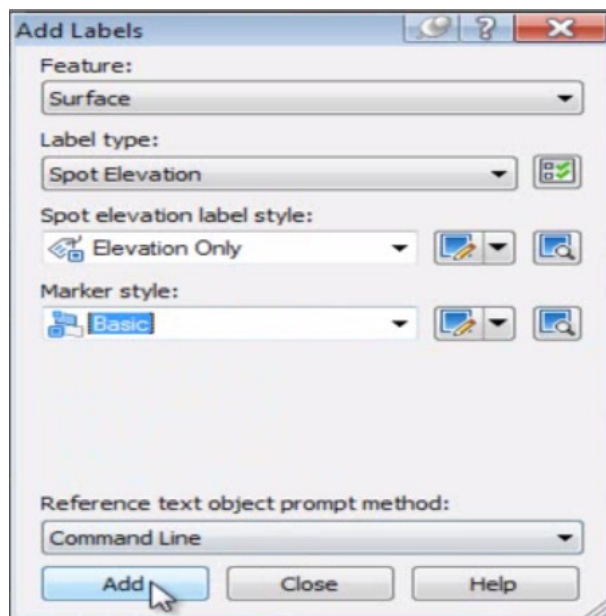 Add Labels
Feature:
Surface
Label type:
Spot Elevation
Spot elevation label style:
Elevation Only
Marker style:
Basic
Reference text object prompt method:
Command Line
Add Close Help